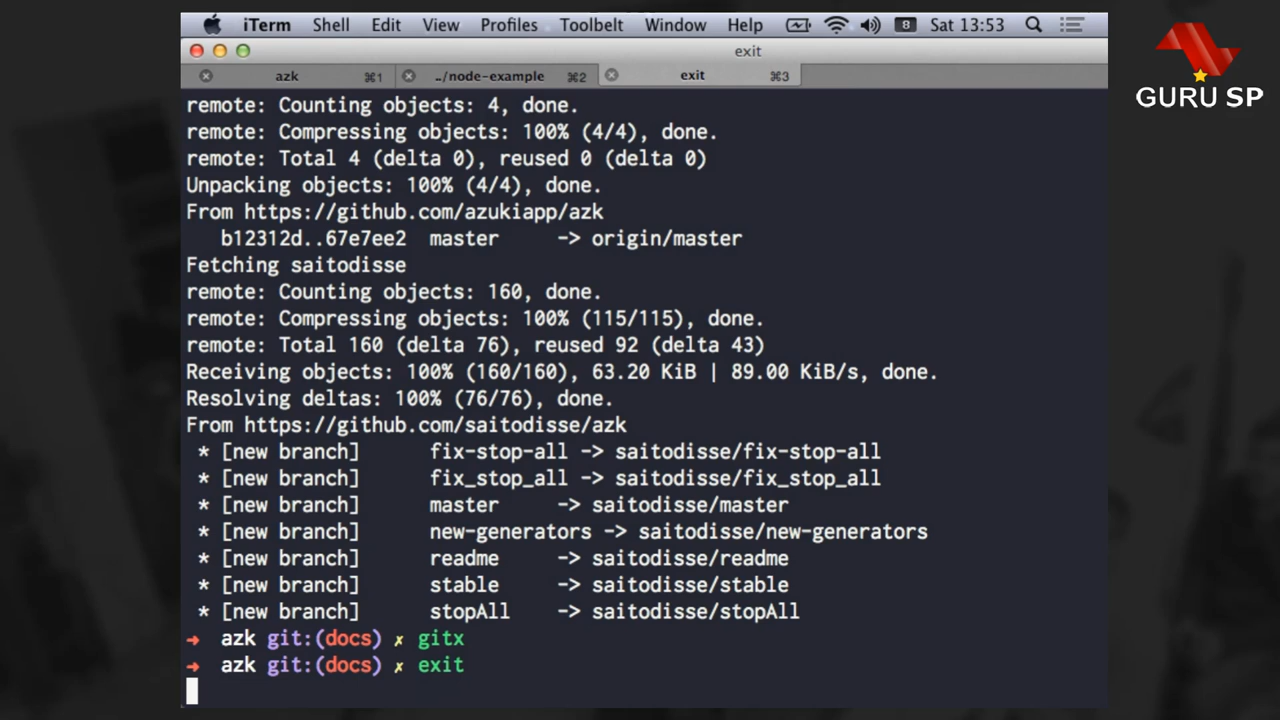 iTerm Shell Edit View Profiles Toolbelt Window Help 8 Sat 13:53
exit
azk ⌘1 ../node-example ⌘2 exit ⌘3
GURU SP
remote: Counting objects: 4, done.
remote: Compressing objects: 100% (4/4), done.
remote: Total 4 (delta 0), reused 0 (delta 0)
Unpacking objects: 100% (4/4), done.
From https://github.com/azukiapp/azk
b12312d..67e7ee2 master -> origin/master
Fetching saitodisse
remote: Counting objects: 160, done.
remote: Compressing objects: 100% (115/115), done.
remote: Total 160 (delta 76), reused 92 (delta 43)
Receiving objects: 100% (160/160), 63.20 KiB | 89.00 KiB/s, done.
Resolving deltas: 100% (76/76), done.
From https://github.com/saitodisse/azk
* [new branch] fix-stop-all -> saitodisse/fix-stop-all
* [new branch] fix_stop_all -> saitodisse/fix_stop_all
* [new branch] master -> saitodisse/master
* [new branch] new-generators -> saitodisse/new-generators
* [new branch] readme -> saitodisse/readme
* [new branch] stable -> saitodisse/stable
* [new branch] stopAll -> saitodisse/stopAll
➜ azk git:(docs) ✗ gitx
➜ azk git:(docs) ✗ exit